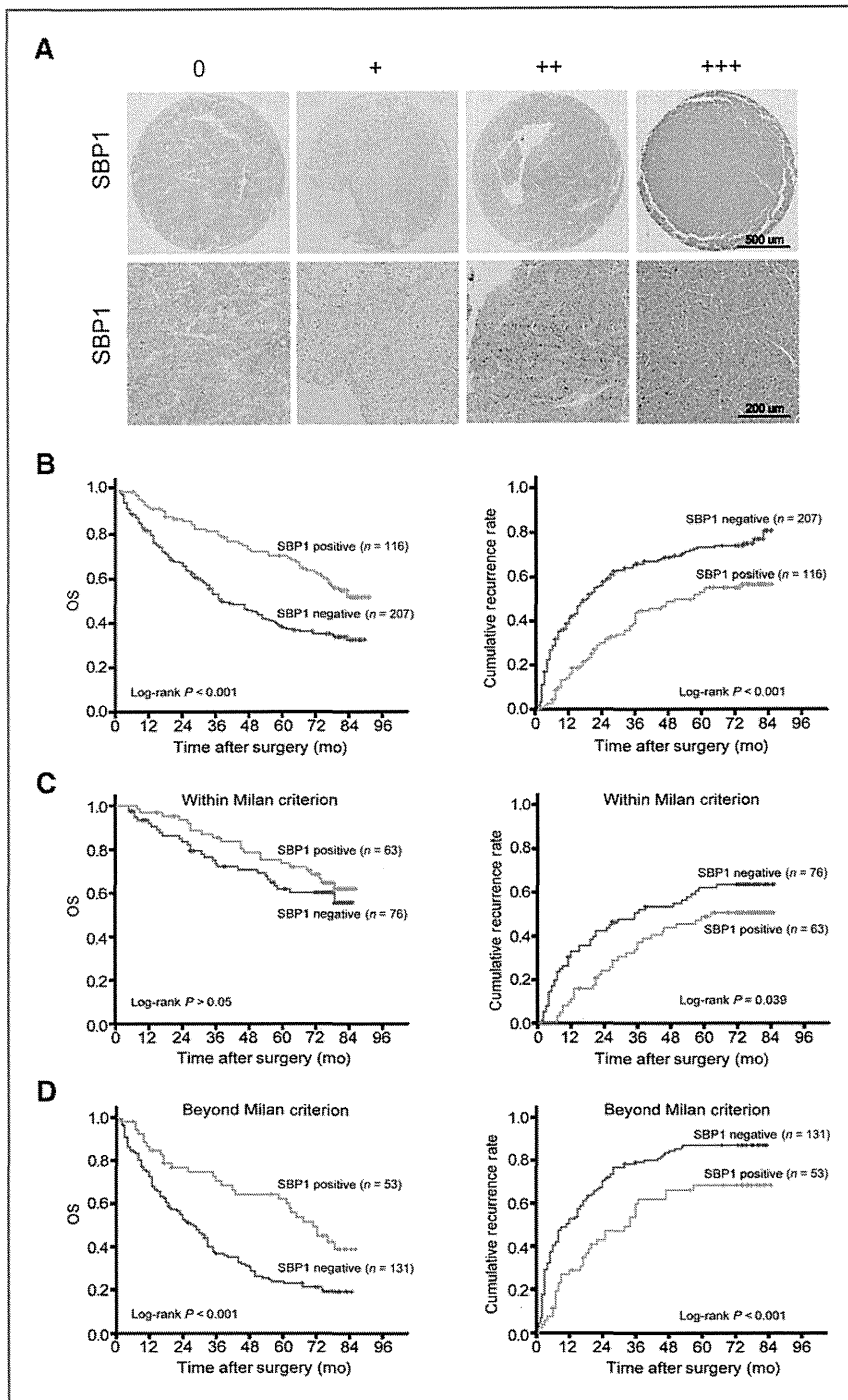 A
0 + ++ +++
SBP1
500 um
SBP1
200 um
B
1.0
0.8
0.6
0.4
0.2
0.0
OS
SBP1 positive (n = 116)
SBP1 negative (n = 207)
Log-rank P < 0.001
0 12 24 36 48 60 72 84 96
Time after surgery (mo)
1.0
0.8
0.6
0.4
0.2
0.0
Cumulative recurrence rate
SBP1 negative (n = 207)
SBP1 positive (n = 116)
Log-rank P < 0.001
0 12 24 36 48 60 72 84 96
Time after surgery (mo)
C
Within Milan criterion
1.0
0.8
0.6
0.4
0.2
0.0
OS
SBP1 positive (n = 63)
SBP1 negative (n = 76)
Log-rank P > 0.05
0 12 24 36 48 60 72 84 96
Time after surgery (mo)
Within Milan criterion
1.0
0.8
0.6
0.4
0.2
0.0
Cumulative recurrence rate
SBP1 negative (n = 76)
SBP1 positive (n = 63)
Log-rank P = 0.039
0 12 24 36 48 60 72 84 96
Time after surgery (mo)
D
Beyond Milan criterion
1.0
0.8
0.6
0.4
0.2
0.0
OS
SBP1 positive (n = 53)
SBP1 negative (n = 131)
Log-rank P < 0.001
0 12 24 36 48 60 72 84 96
Time after surgery (mo)
Beyond Milan criterion
1.0
0.8
0.6
0.4
0.2
0.0
Cumulative recurrence rate
SBP1 negative (n = 131)
SBP1 positive (n = 53)
Log-rank P < 0.001
0 12 24 36 48 60 72 84 96
Time after surgery (mo)